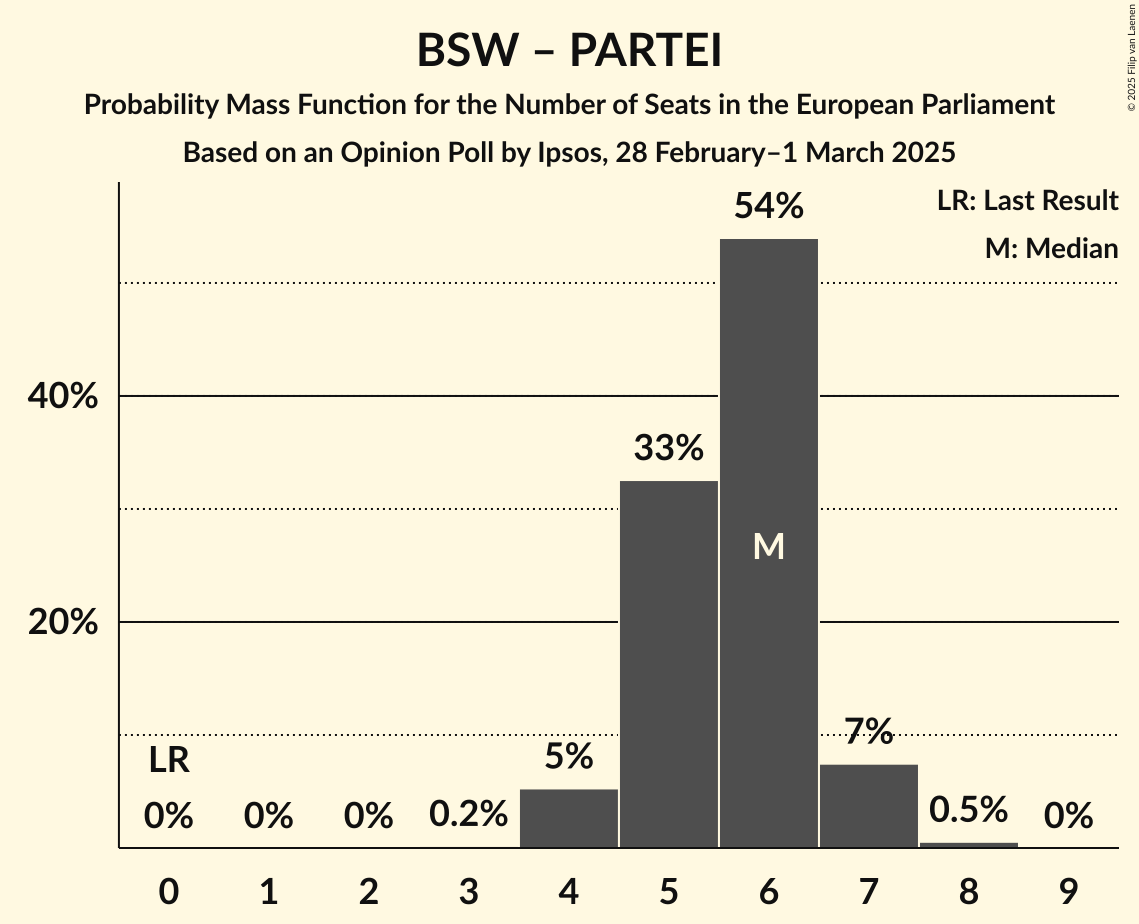 BSW – PARTEI
Probability Mass Function for the Number of Seats in the European Parliament
Based on an Opinion Poll by Ipsos, 28 February–1 March 2025
© 2025 Filip van Laenen
LR: Last Result
M: Median
54%
40%
33%
M
20%
7%
LR
5%
0% 0% 0% 0.2% 0.5% 0%
0 1 2 3 4 5 6 7 8 9